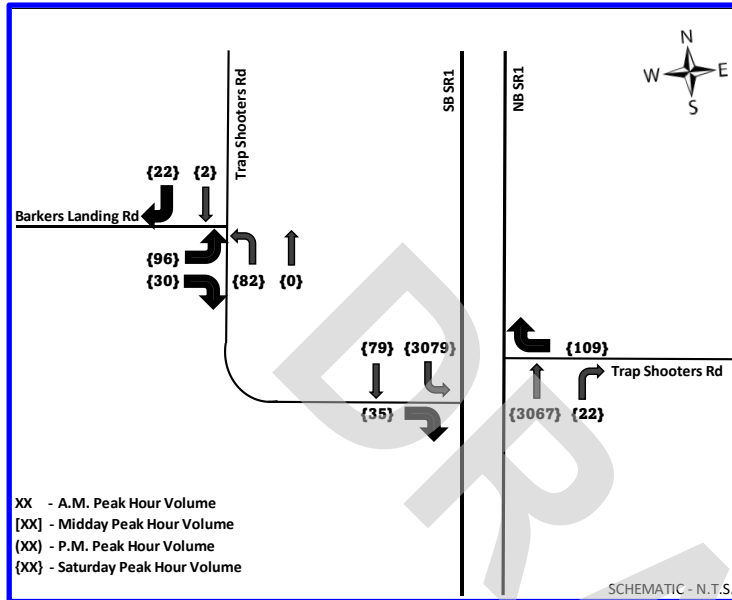 N
W E
S
Trap Shooters Rd
SB SR1
NB SR1
{22} {2}
Barkers Landing Rd
{96}
{30} {82} {0}
{79} {3079}
{109}
Trap Shooters Rd
{35}
{3067} {22}
XX - A.M. Peak Hour Volume
[XX] - Midday Peak Hour Volume
(XX) - P.M. Peak Hour Volume
{XX} - Saturday Peak Hour Volume
SCHEMATIC - N.T.S.
DRA